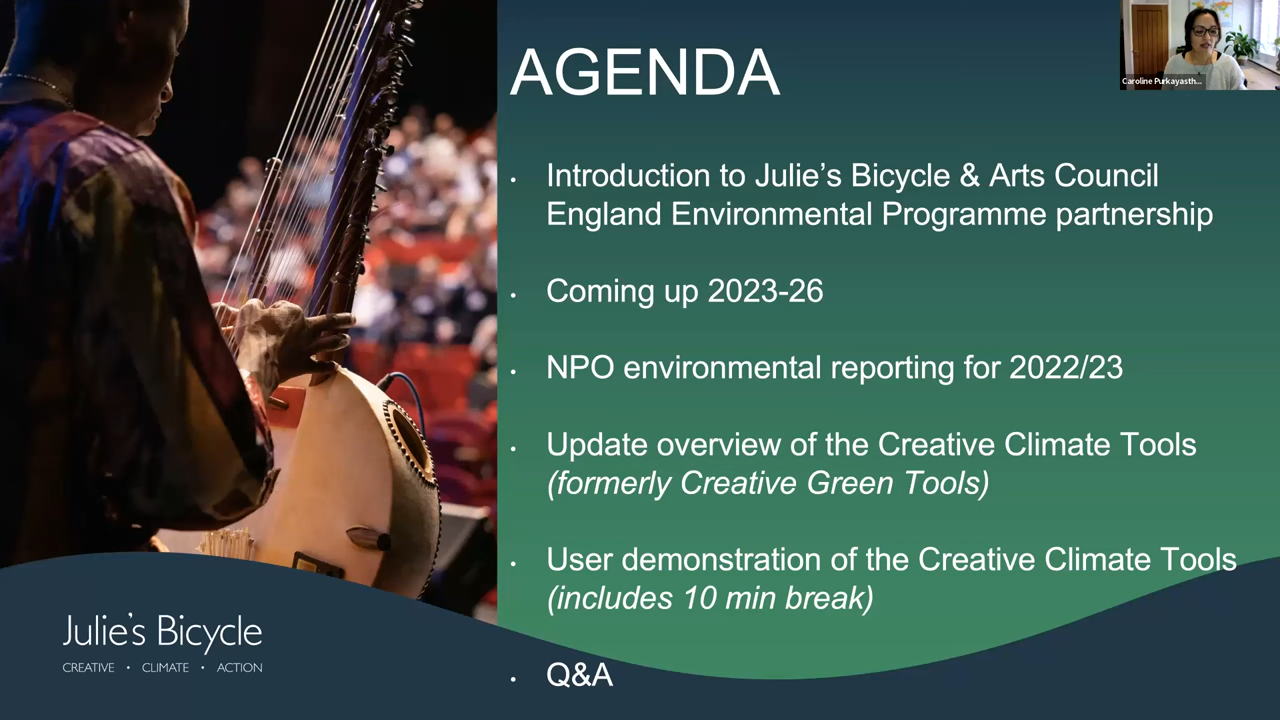 AGENDA
Caroline Purkayasth...
• Introduction to Julie's Bicycle & Arts Council
England Environmental Programme partnership
• Coming up 2023-26
• NPO environmental reporting for 2022/23
• Update overview of the Creative Climate Tools
(formerly Creative Green Tools)
• User demonstration of the Creative Climate Tools
(includes 10 min break)
• Q&A
Julie's Bicycle
CREATIVE • CLIMATE • ACTION